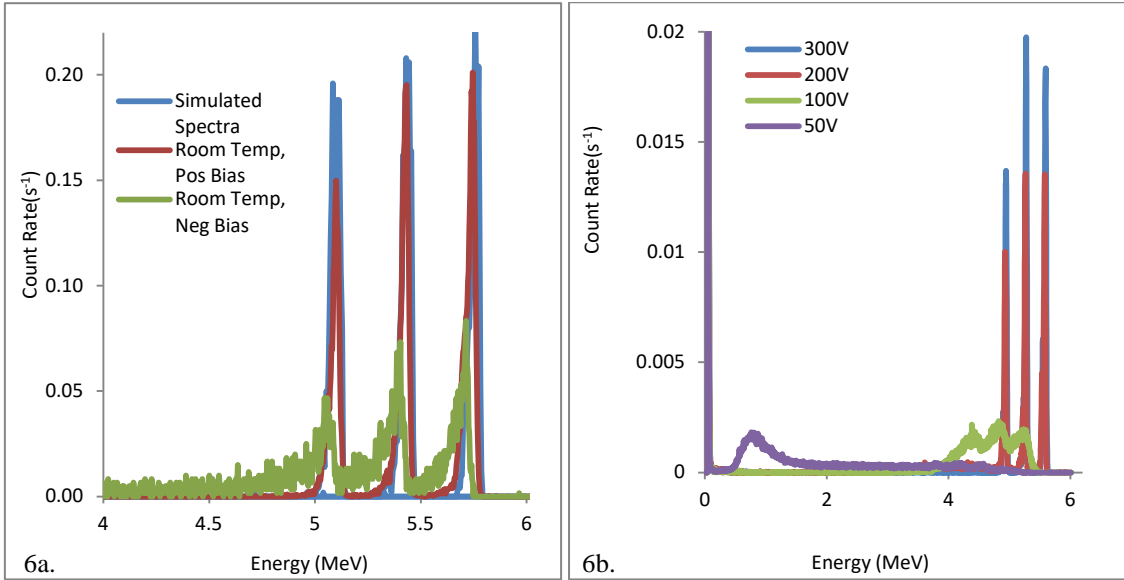 0.20
0.15
0.10
0.05
0.00
Count Rate(s⁻¹)
Simulated
Spectra
Room Temp,
Pos Bias
Room Temp,
Neg Bias
4
4.5
5
5.5
6
Energy (MeV)
6a.
0.02
0.015
0.01
0.005
0
Count Rate(s⁻¹)
300V
200V
100V
50V
0
2
4
6
Energy (MeV)
6b.